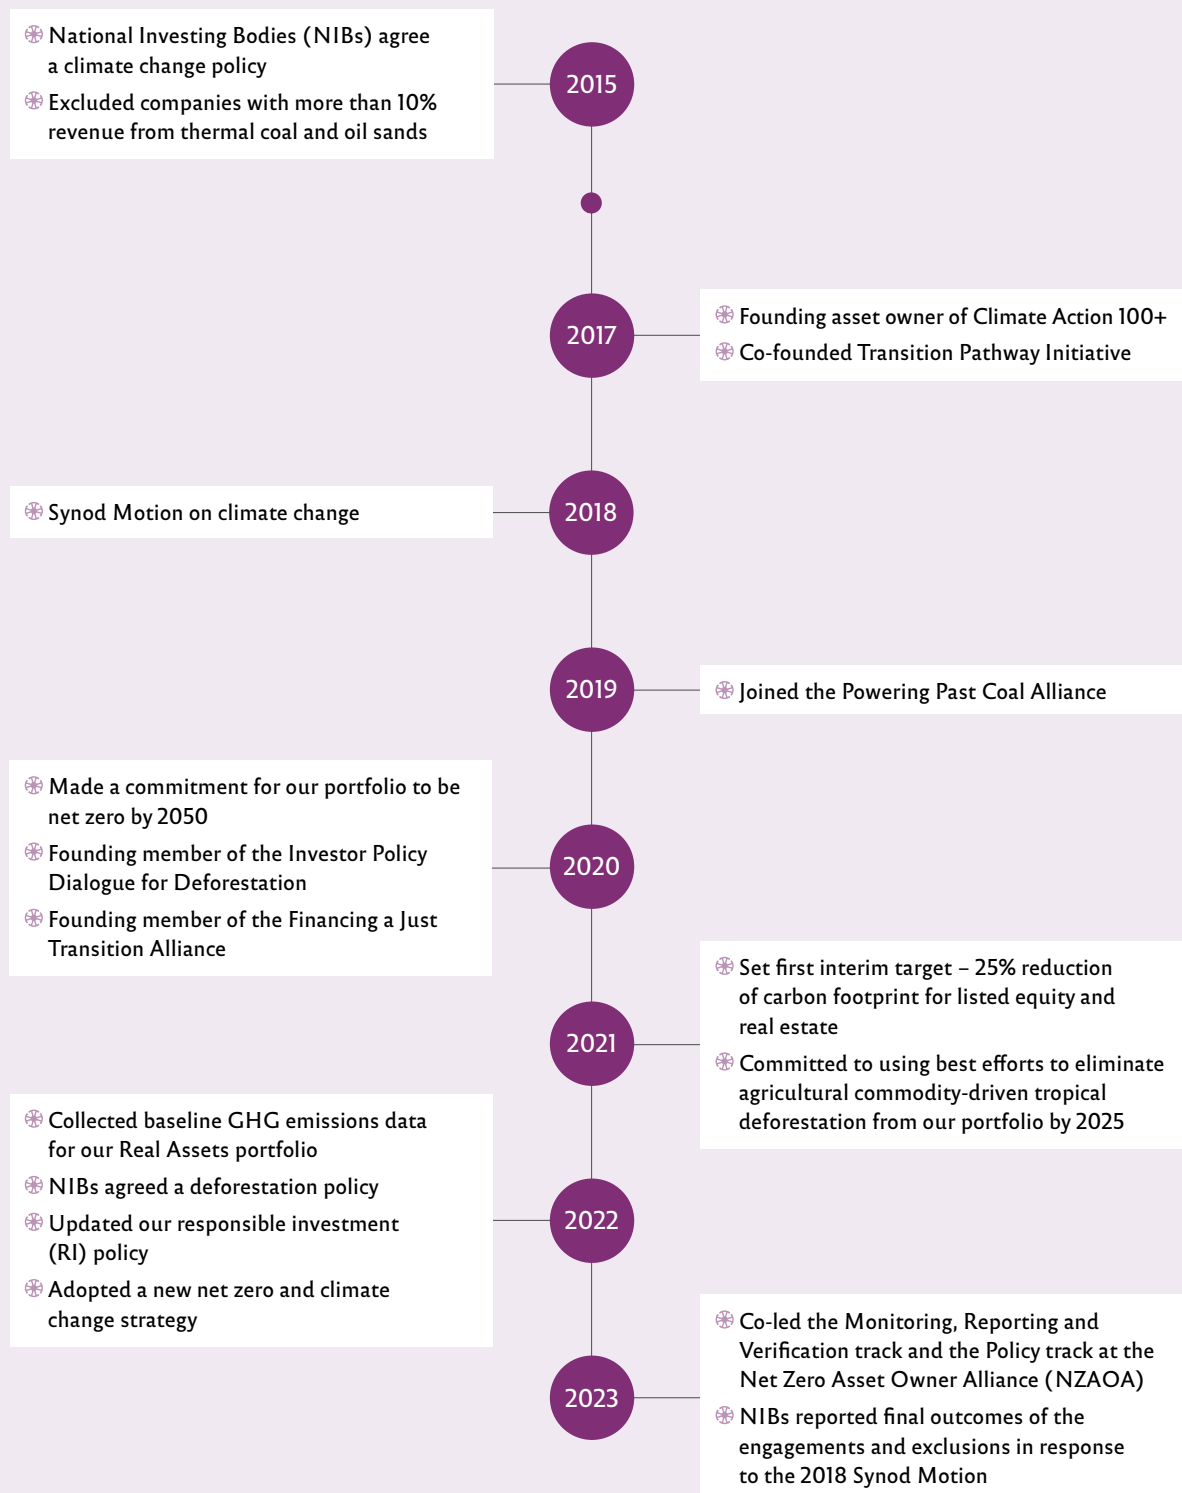 National Investing Bodies (NIBs) agree
a climate change policy
Excluded companies with more than 10%
revenue from thermal coal and oil sands
2015
2017
Founding asset owner of Climate Action 100+
Co-founded Transition Pathway Initiative
Synod Motion on climate change
2018
2019
Joined the Powering Past Coal Alliance
Made a commitment for our portfolio to be
net zero by 2050
Founding member of the Investor Policy
Dialogue for Deforestation
Founding member of the Financing a Just
Transition Alliance
2020
2021
Set first interim target – 25% reduction
of carbon footprint for listed equity and
real estate
Committed to using best efforts to eliminate
agricultural commodity-driven tropical
deforestation from our portfolio by 2025
Collected baseline GHG emissions data
for our Real Assets portfolio
NIBs agreed a deforestation policy
Updated our responsible investment
(RI) policy
Adopted a new net zero and climate
change strategy
2022
2023
Co-led the Monitoring, Reporting and
Verification track and the Policy track at the
Net Zero Asset Owner Alliance (NZAOA)
NIBs reported final outcomes of the
engagements and exclusions in response
to the 2018 Synod Motion